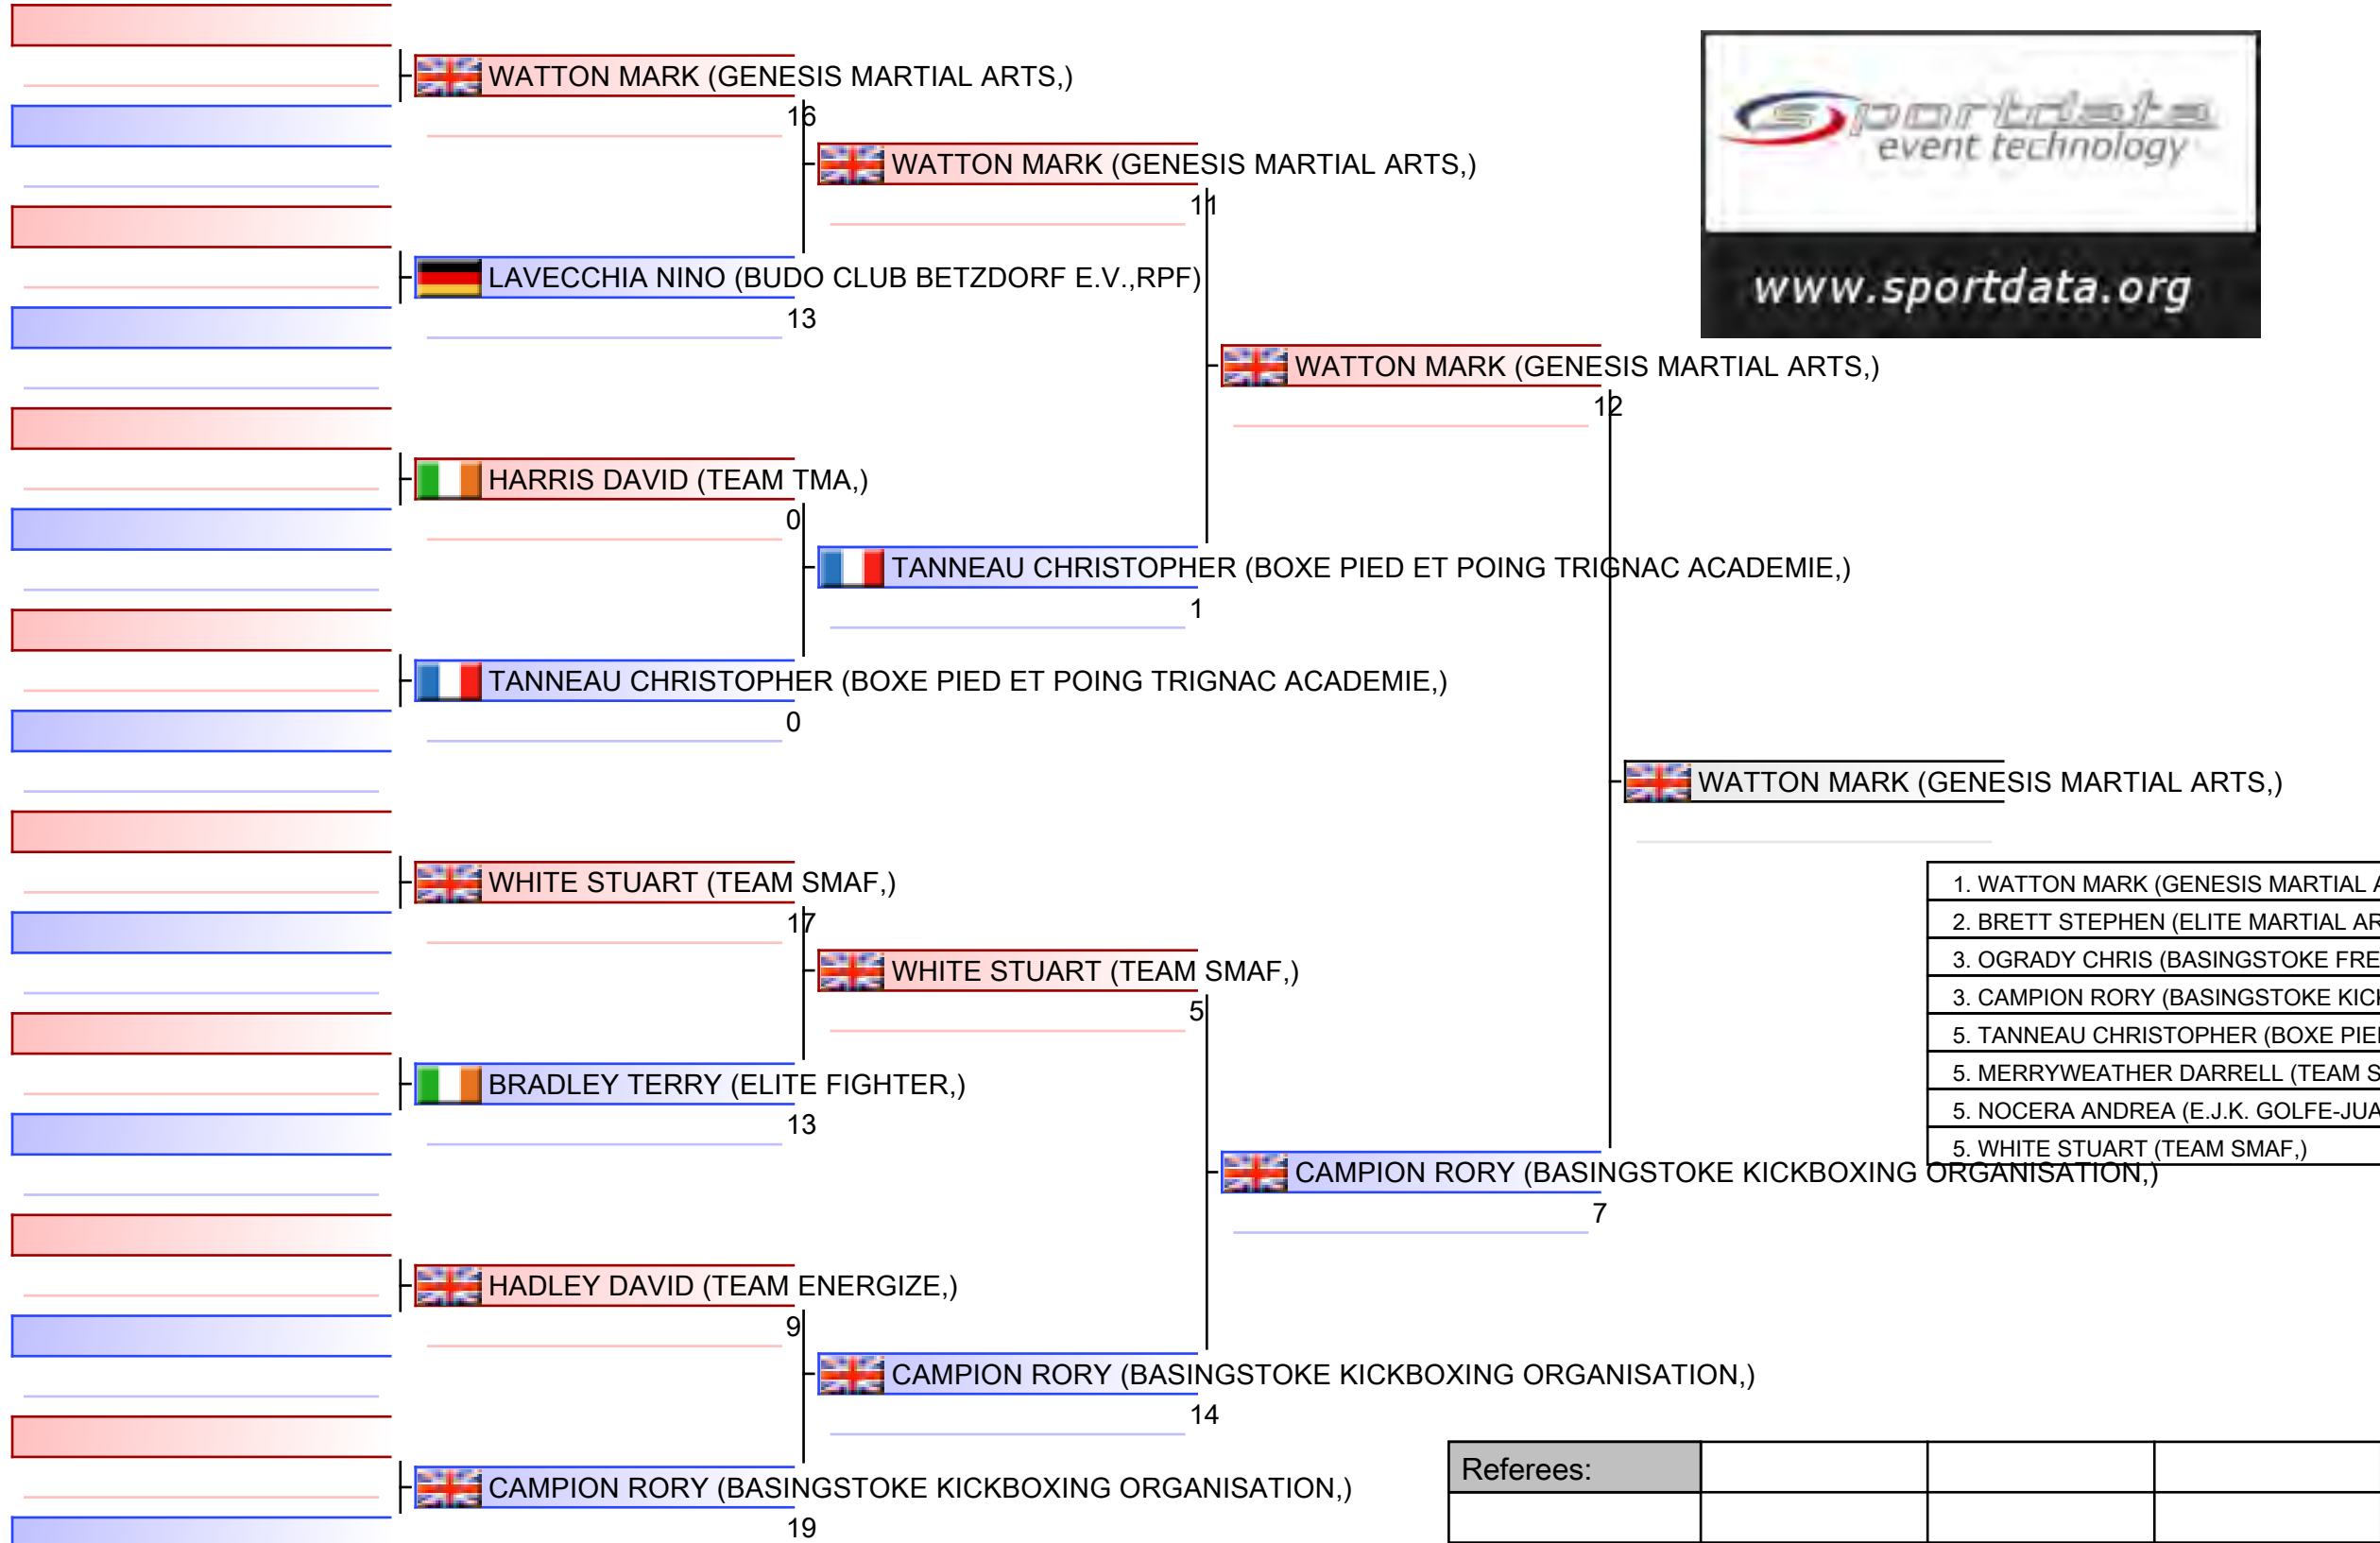 WATTON MARK (GENESIS MARTIAL ARTS,)
16
sportdata
event technology
WATTON MARK (GENESIS MARTIAL ARTS,)
11
LAVECCHIA NINO (BUDO CLUB BETZDORF E.V.,RPF)
13
www.sportdata.org
WATTON MARK (GENESIS MARTIAL ARTS,)
12
HARRIS DAVID (TEAM TMA,)
0
TANNEAU CHRISTOPHER (BOXE PIED ET POING TRIGNAC ACADEMIE,)
1
TANNEAU CHRISTOPHER (BOXE PIED ET POING TRIGNAC ACADEMIE,)
0
WATTON MARK (GENESIS MARTIAL ARTS,)
WHITE STUART (TEAM SMAF,)
17
1. WATTON MARK (GENESIS MARTIAL A
2. BRETT STEPHEN (ELITE MARTIAL AR
3. OGRADY CHRIS (BASINGSTOKE FRE
3. CAMPION RORY (BASINGSTOKE KICK
5. TANNEAU CHRISTOPHER (BOXE PIED
5. MERRYWEATHER DARRELL (TEAM S
5. NOCERA ANDREA (E.J.K. GOLFE-JUA
5. WHITE STUART (TEAM SMAF,)
WHITE STUART (TEAM SMAF,)
5
BRADLEY TERRY (ELITE FIGHTER,)
13
CAMPION RORY (BASINGSTOKE KICKBOXING ORGANISATION,)
7
HADLEY DAVID (TEAM ENERGIZE,)
9
CAMPION RORY (BASINGSTOKE KICKBOXING ORGANISATION,)
14
Referees:
CAMPION RORY (BASINGSTOKE KICKBOXING ORGANISATION,)
19